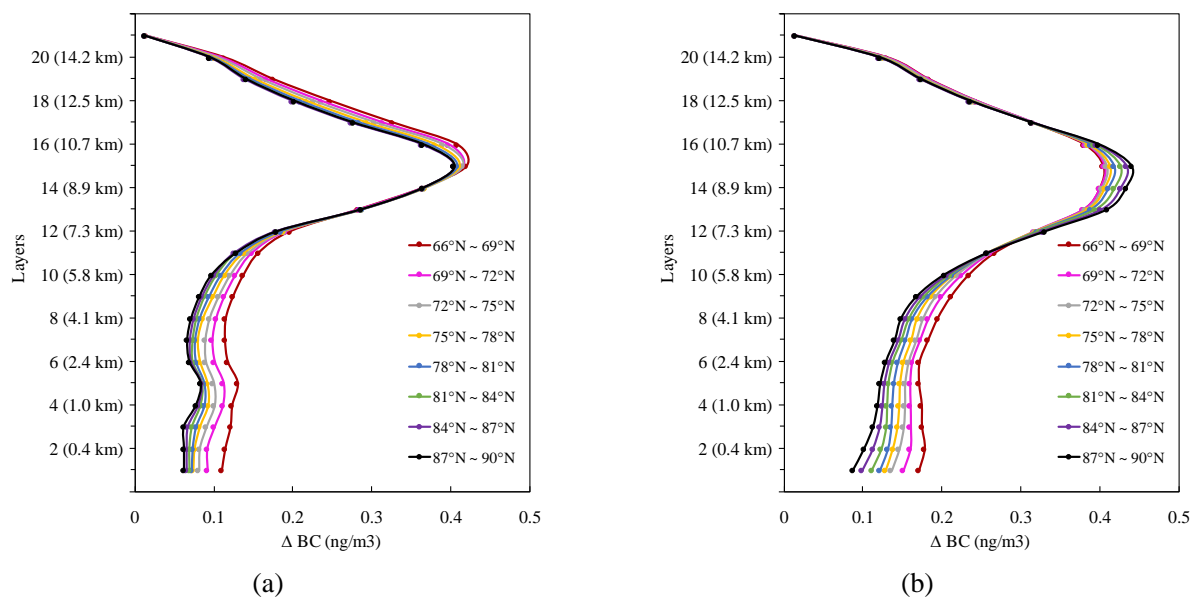 20 (14.2 km)
18 (12.5 km)
16 (10.7 km)
14 (8.9 km)
12 (7.3 km)
10 (5.8 km)
8 (4.1 km)
6 (2.4 km)
4 (1.0 km)
2 (0.4 km)
Layers
66°N ~ 69°N
69°N ~ 72°N
72°N ~ 75°N
75°N ~ 78°N
78°N ~ 81°N
81°N ~ 84°N
84°N ~ 87°N
87°N ~ 90°N
0 0.1 0.2 0.3 0.4 0.5
Δ BC (ng/m3)
(a)
20 (14.2 km)
18 (12.5 km)
16 (10.7 km)
14 (8.9 km)
12 (7.3 km)
10 (5.8 km)
8 (4.1 km)
6 (2.4 km)
4 (1.0 km)
2 (0.4 km)
Layers
66°N ~ 69°N
69°N ~ 72°N
72°N ~ 75°N
75°N ~ 78°N
78°N ~ 81°N
81°N ~ 84°N
84°N ~ 87°N
87°N ~ 90°N
0 0.1 0.2 0.3 0.4 0.5
Δ BC (ng/m3)
(b)